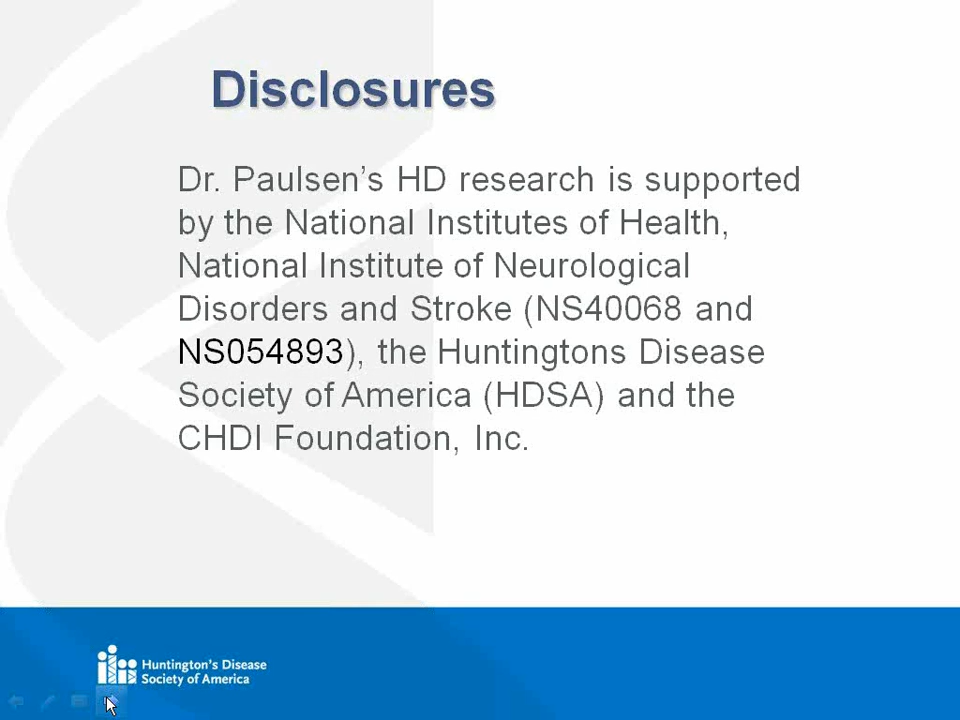 Disclosures
Dr. Paulsen’s HD research is supported
by the National Institutes of Health,
National Institute of Neurological
Disorders and Stroke (NS40068 and
NS054893), the Huntingtons Disease
Society of America (HDSA) and the
CHDI Foundation, Inc.
Huntington’s Disease
Society of America